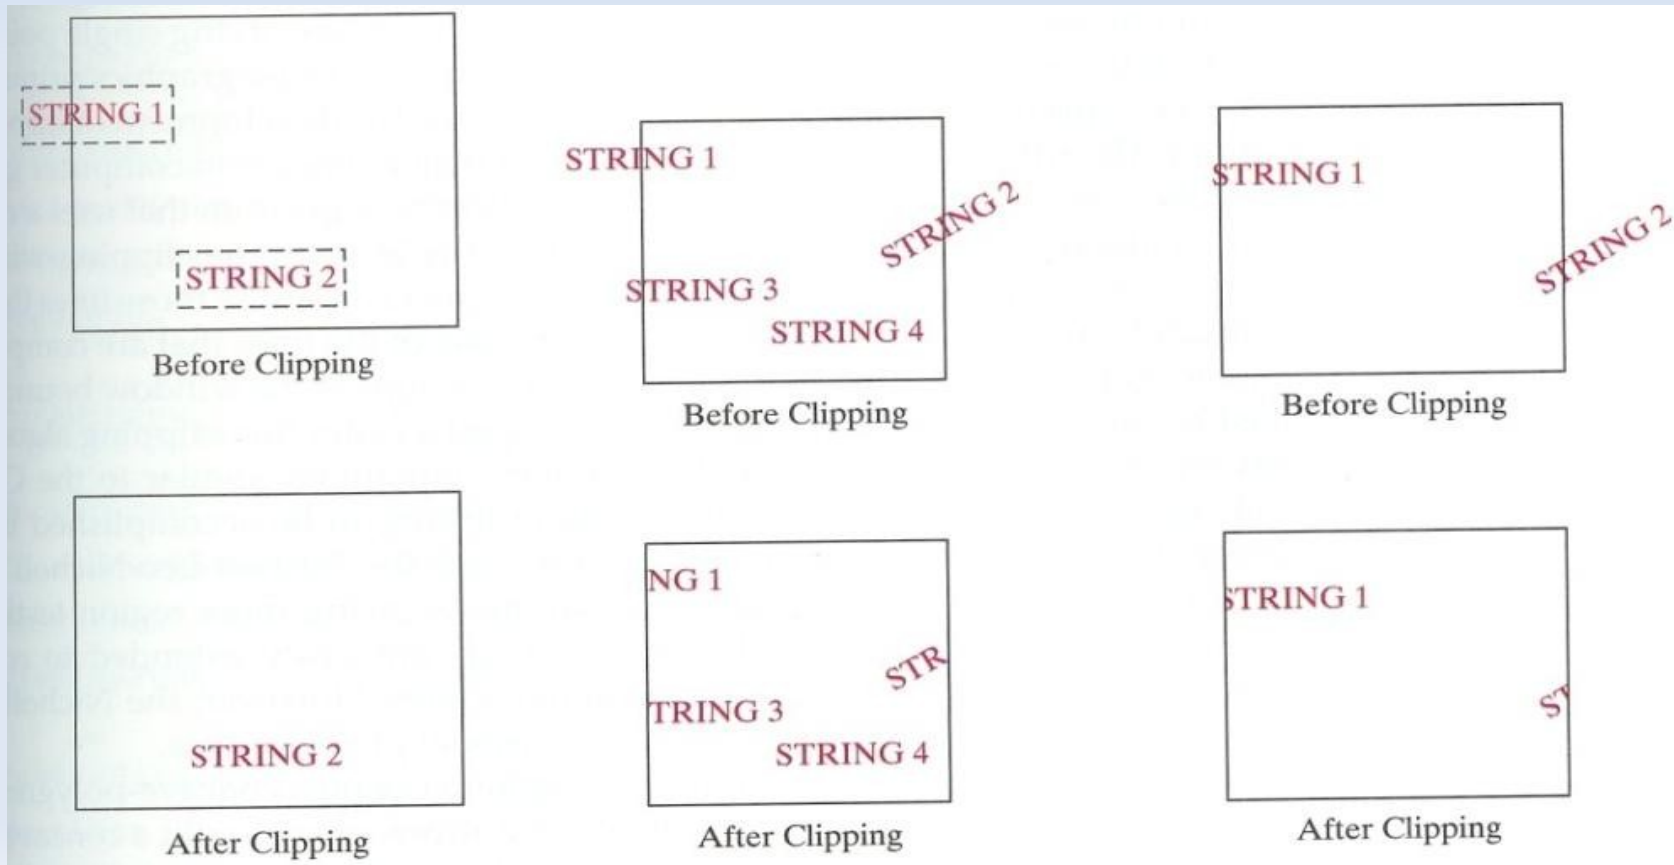 STRING 1
STRING 2
Before Clipping
STRING 1
STRING 2
STRING 3
STRING 4
Before Clipping
STRING 1
STRING 2
Before Clipping
STRING 2
After Clipping
NG 1
STR
TRING 3
STRING 4
After Clipping
STRING 1
ST
After Clipping